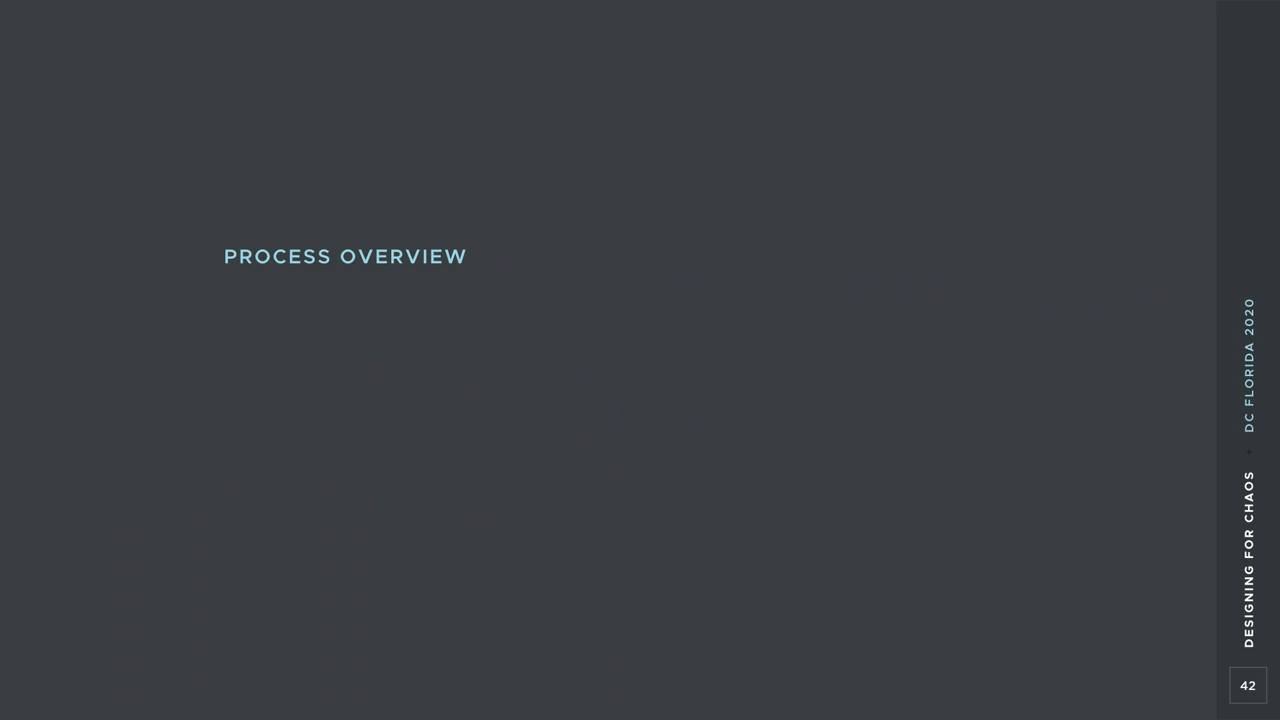 PROCESS OVERVIEW
DESIGNING FOR CHAOS + DC FLORIDA 2020
42